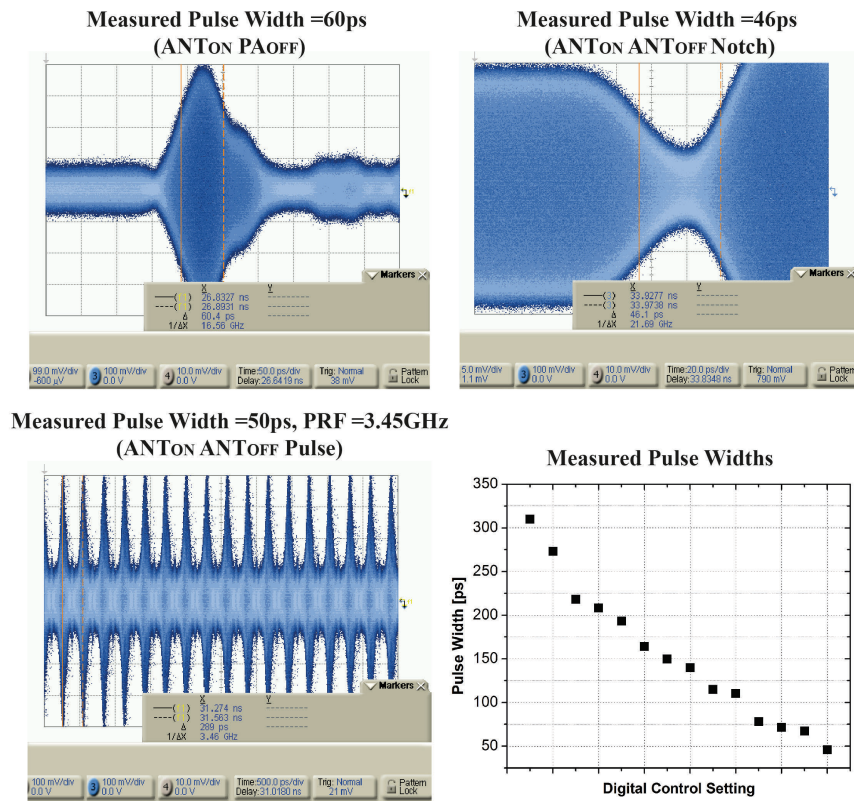 Measured Pulse Width =60ps
(ANTON PAOFF)
Markers
X Y
26.8327 ns
26.8931 ns
Δ 60.4 ps
1/ΔX 16.56 GHz
99.0 mV/div
-600 µV
3 100 mV/div
0.0 V
4 10.0 mV/div
0.0 V
Time:50.0 ps/div
Delay:26.6419 ns
Trig: Normal
38 mV
Pattern
Lock
Measured Pulse Width =46ps
(ANTON ANTOFF Notch)
Markers
X Y
(3) 33.9277 ns
(3) 33.9738 ns
Δ 46.1 ps
1/ΔX 21.69 GHz
5.0 mV/div
1.1 mV
3 100 mV/div
0.0 V
4 10.0 mV/div
0.0 V
Time:20.0 ps/div
Delay:33.8348 ns
Trig: Normal
790 mV
Pattern
Lock
Measured Pulse Width =50ps, PRF =3.45GHz
(ANTON ANTOFF Pulse)
Markers
X Y
31.274 ns
31.563 ns
Δ 289 ps
1/ΔX 3.46 GHz
100 mV/div
0.0 V
3 100 mV/div
0.0 V
4 10.0 mV/div
0.0 V
Time:500.0 ps/div
Delay:31.0180 ns
Trig: Normal
21 mV
Pattern
Lock
Measured Pulse Widths
Pulse Width [ps]
350
300
250
200
150
100
50
Digital Control Setting